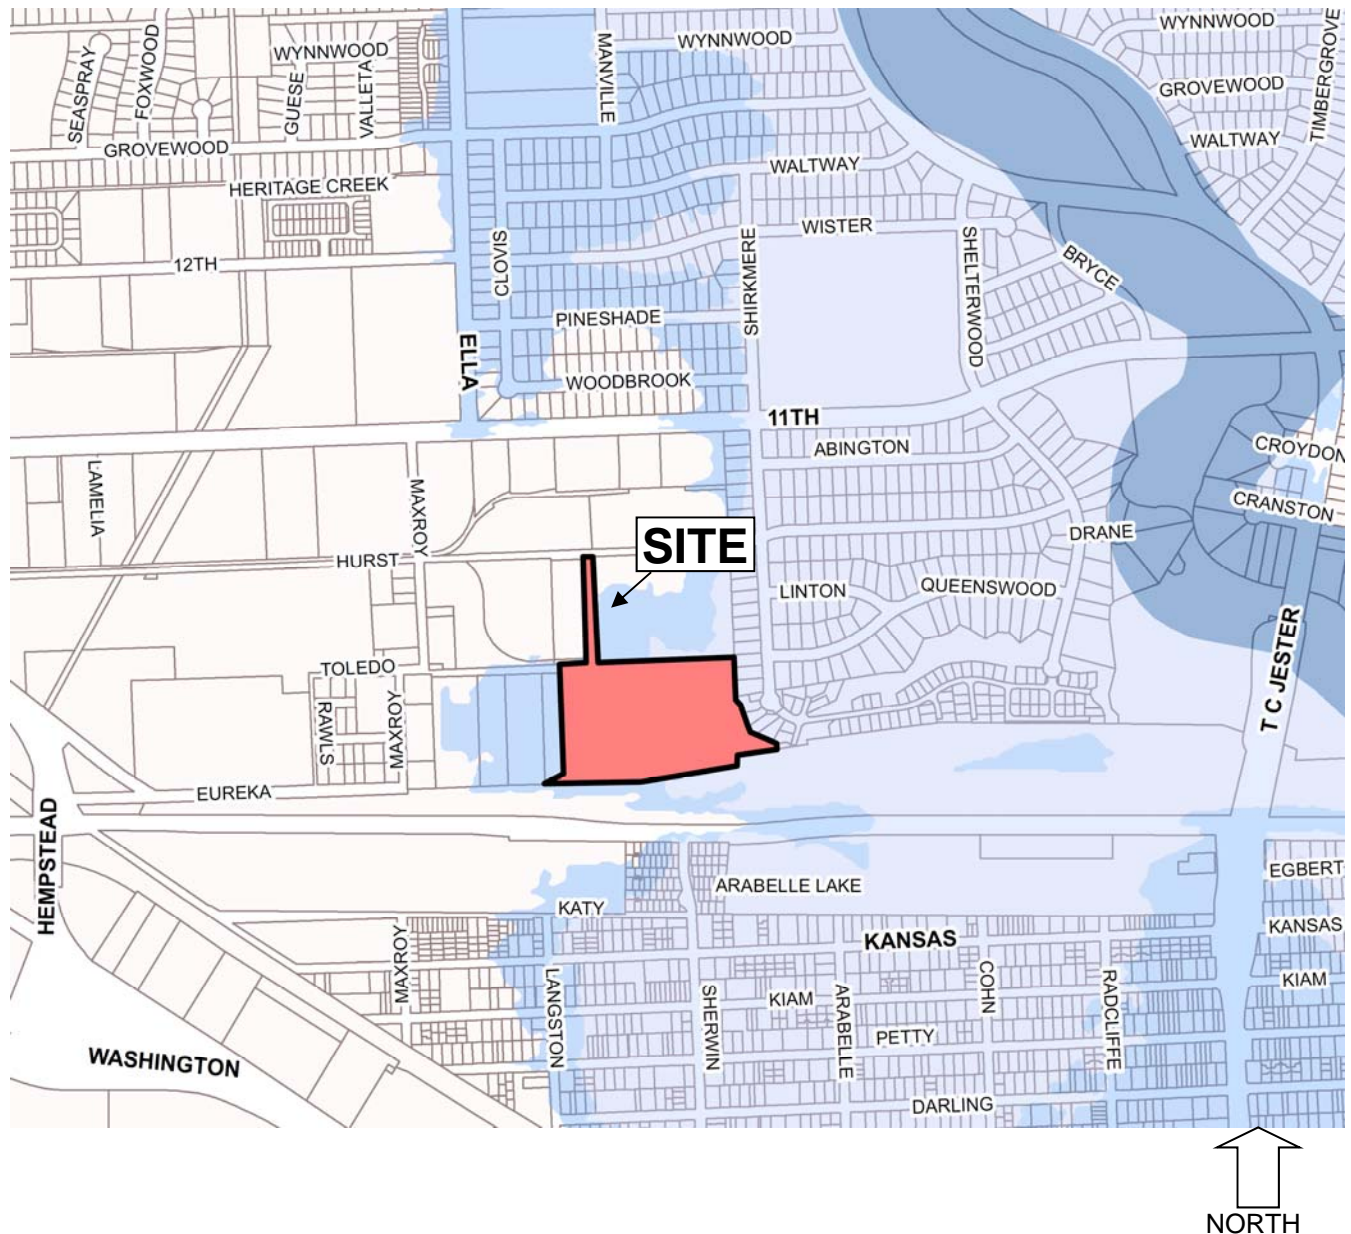 WYNNWOOD
SEASPRAY
FOXWOOD
WYNNWOOD
GUESE
VALLETTA
MANVILLE
WYNNWOOD
GROVEWOOD
TIMBERGROVE
WALTWAY
GROVEWOOD
HERITAGE CREEK
WALTWAY
12TH
CLOVIS
WISTER
SHIRKMERE
SHELTERWOOD
BRYCE
PINESHADE
ELLA
WOODBROOK
11TH
ABINGTON
CROYDON
LAMELIA
MAXROY
CRANSTON
SITE
DRANE
HURST
LINTON
QUEENSWOOD
TOLEDO
T C JESTER
RAWLS
MAXROY
EUREKA
HEMPSTEAD
ARABELLE LAKE
EGBERT
KATY
KANSAS
KANSAS
MAXROY
LANGSTON
SHERWIN
KIAM
ARABELLE
COHN
RADCLIFFE
KIAM
PETTY
WASHINGTON
DARLING
NORTH